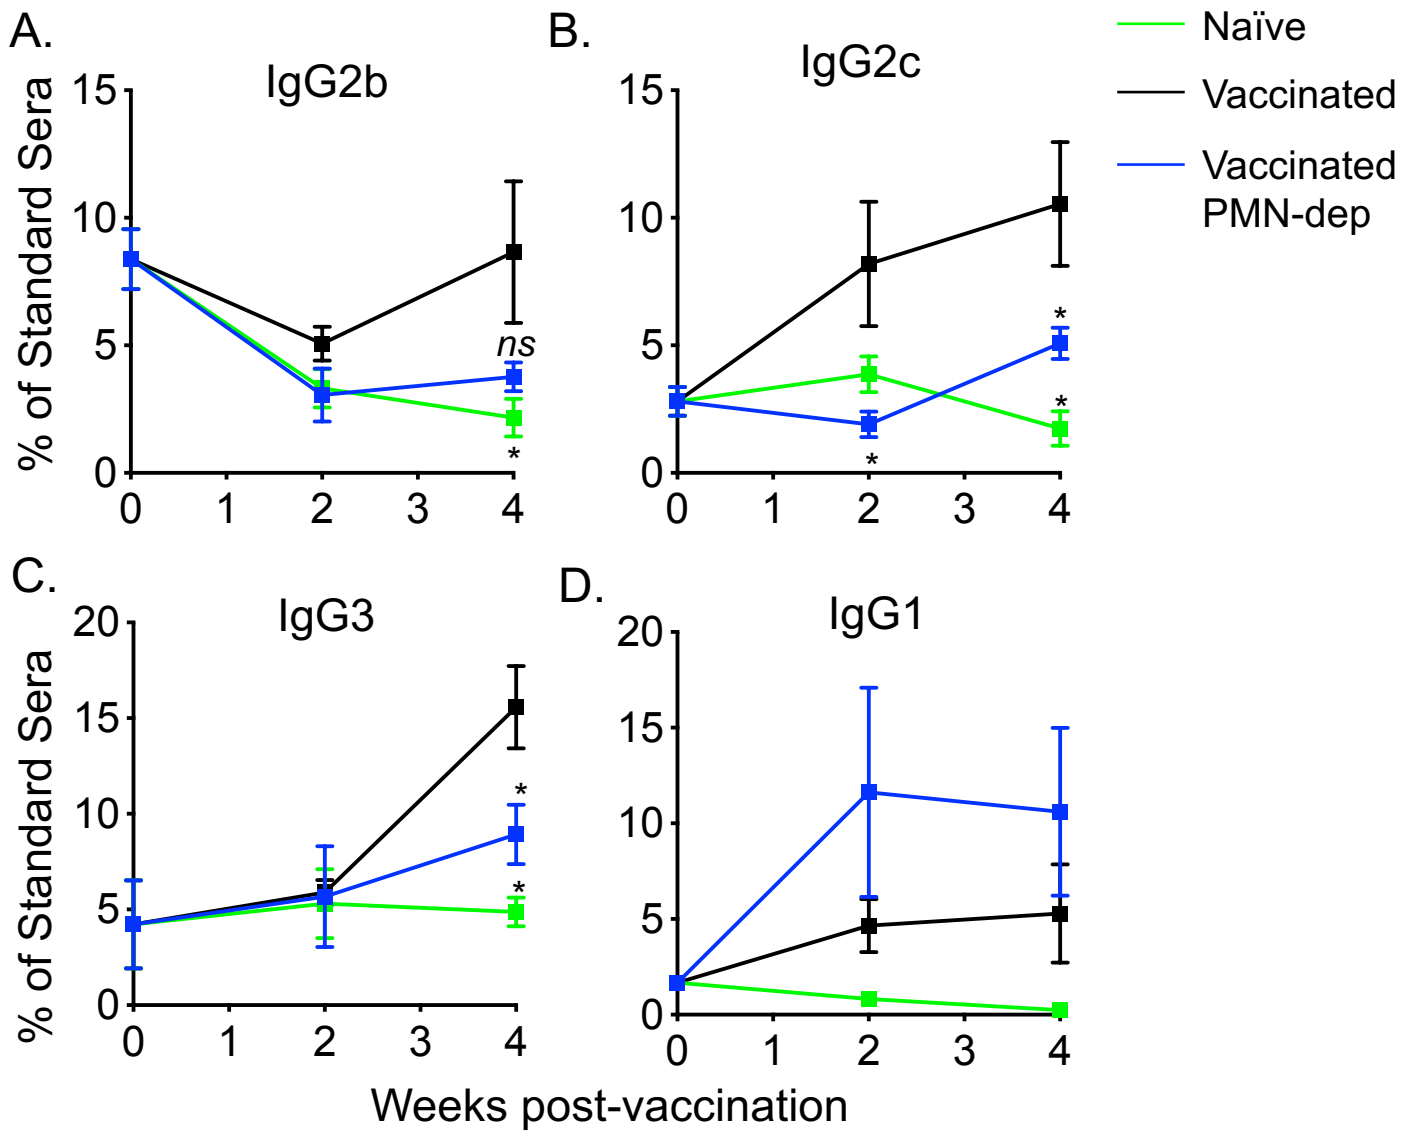 A.
IgG2b
% of Standard Sera
15
10
5
0
ns
*
0 1 2 3 4
B.
IgG2c
15
10
5
0
*
*
*
0 1 2 3 4
Naïve
Vaccinated
Vaccinated
PMN-dep
C.
IgG3
% of Standard Sera
20
15
10
5
0
*
*
0 1 2 3 4
D.
IgG1
20
15
10
5
0
0 1 2 3 4
Weeks post-vaccination